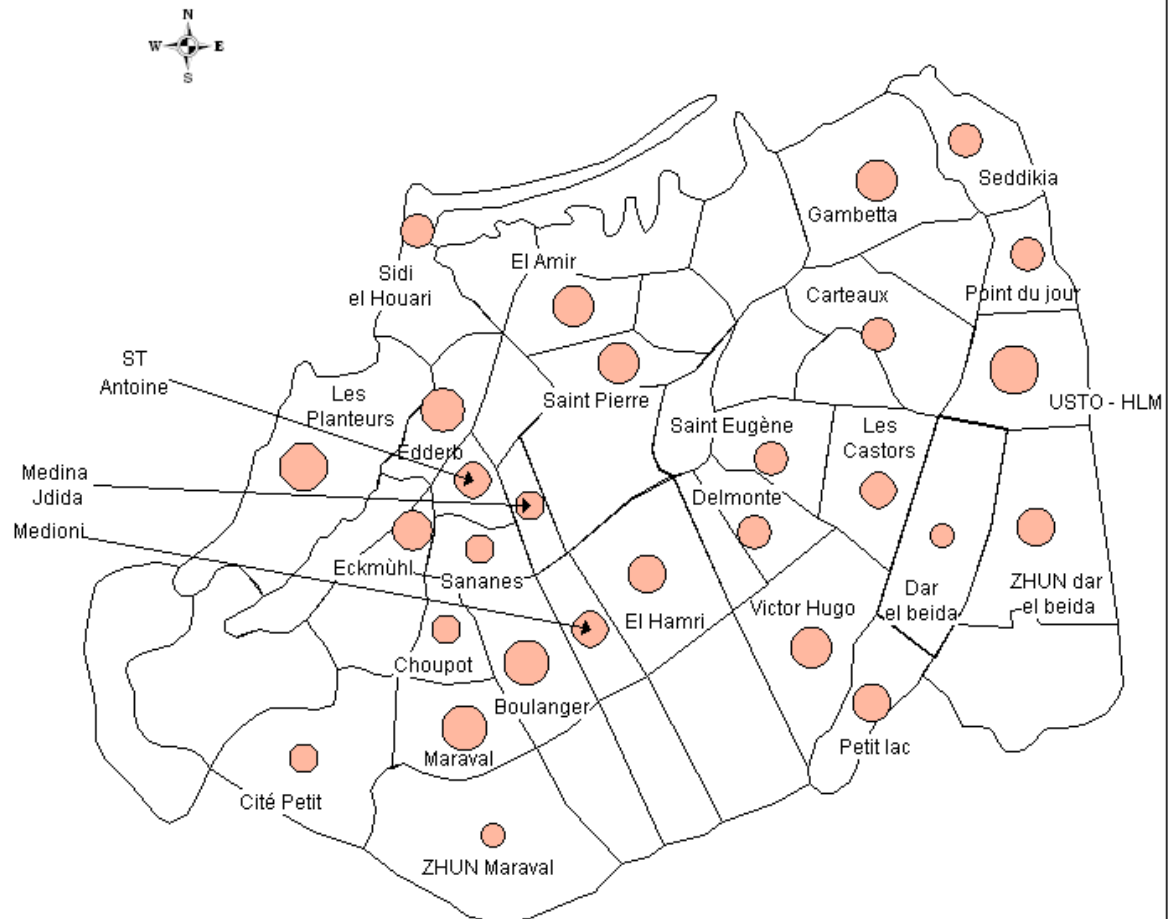 N
W E
S
Seddikia
Gambetta
El Amir
Sidi
el Houari
Carteaux
Point du jour
ST
Antoine
Les
Planteurs
Saint Pierre
USTO - HLM
Saint Eugène
Les
Castors
Edderb
Medina
Jdida
Delmonte
Medioni
Eckmùhl
Sananes
Dar
el beida
ZHUN dar
el beida
Victor Hugo
El Hamri
Choupot
Boulanger
Maraval
Petit lac
Cité Petit
ZHUN Maraval